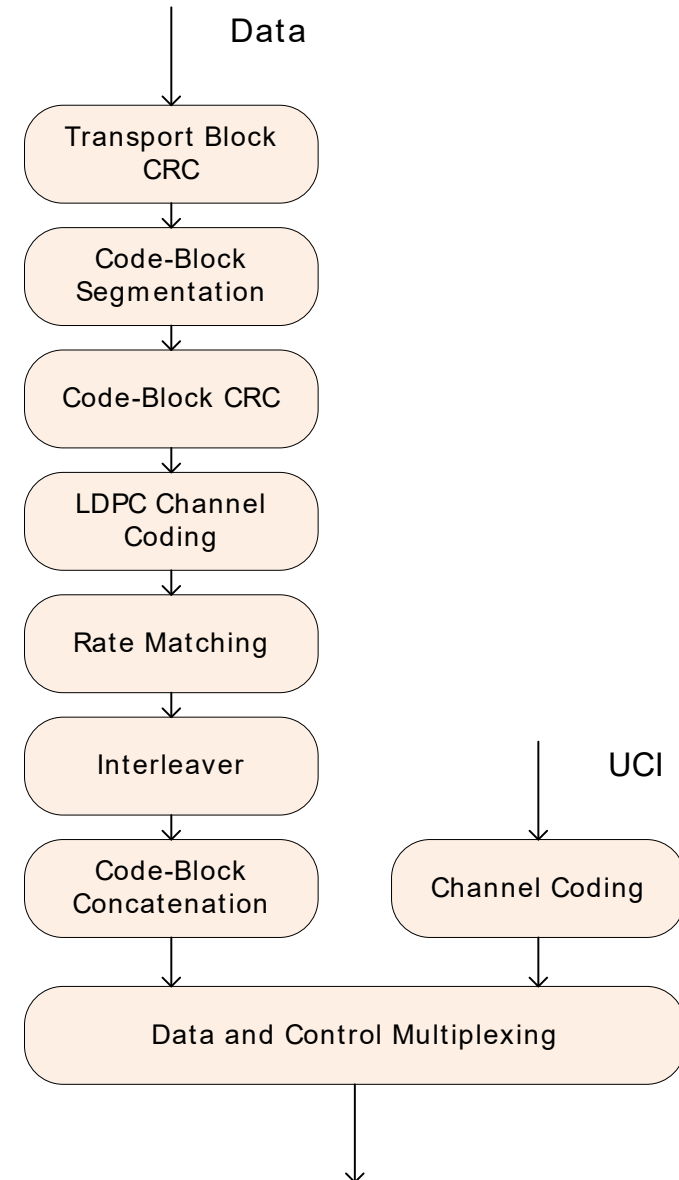 Data
Transport Block
CRC
Code-Block
Segmentation
Code-Block CRC
LDPC Channel
Coding
Rate Matching
Interleaver
UCI
Code-Block
Concatenation
Channel Coding
Data and Control Multiplexing